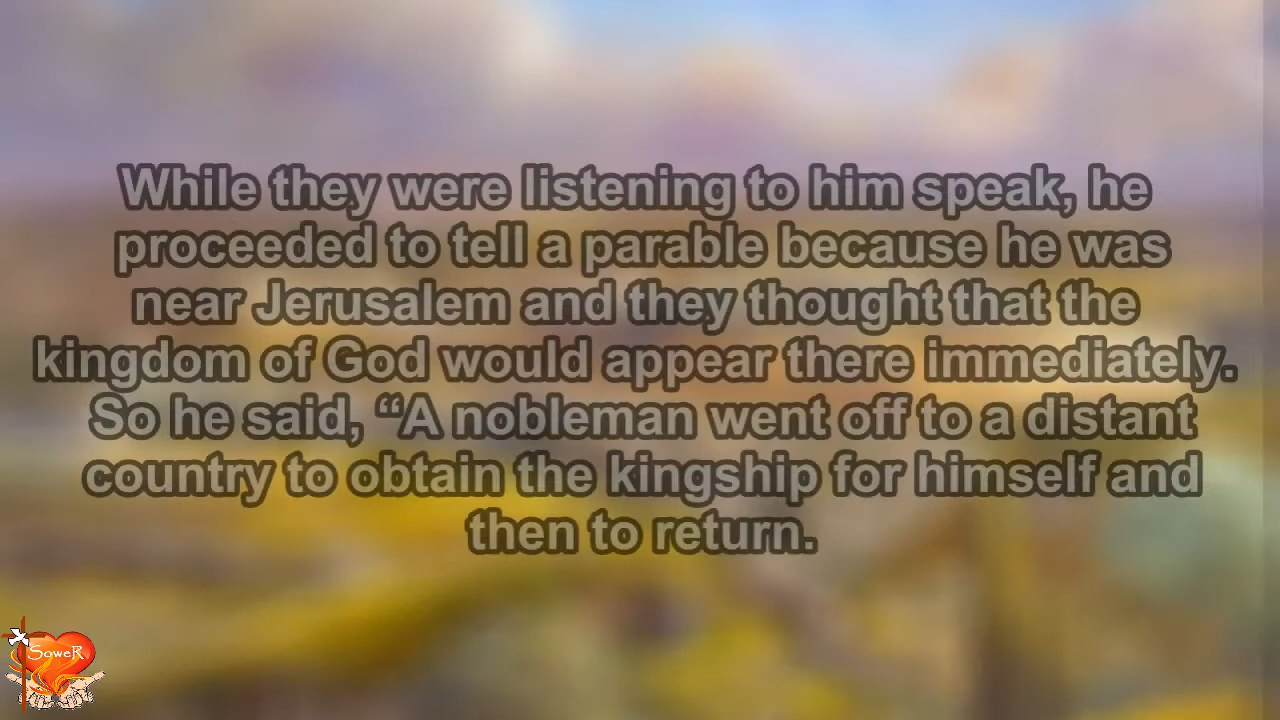 While they were listening to him speak, he
proceeded to tell a parable because he was
near Jerusalem and they thought that the
kingdom of God would appear there immediately.
So he said, “A nobleman went off to a distant
country to obtain the kingship for himself and
then to return.
SoweR